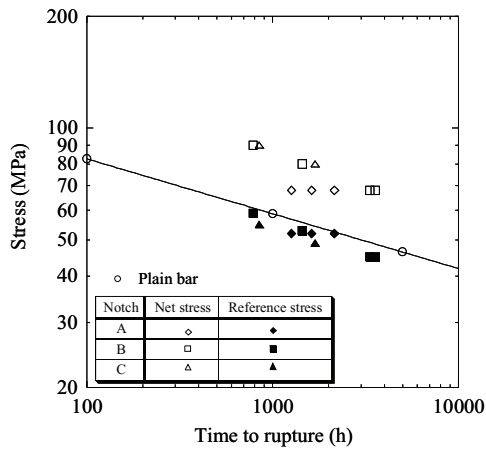 200
100
90
80
70
60
50
40
30
20
Stress (MPa)
Plain bar
Notch Net stress Reference stress
A
B
C
100 1000 10000
Time to rupture (h)